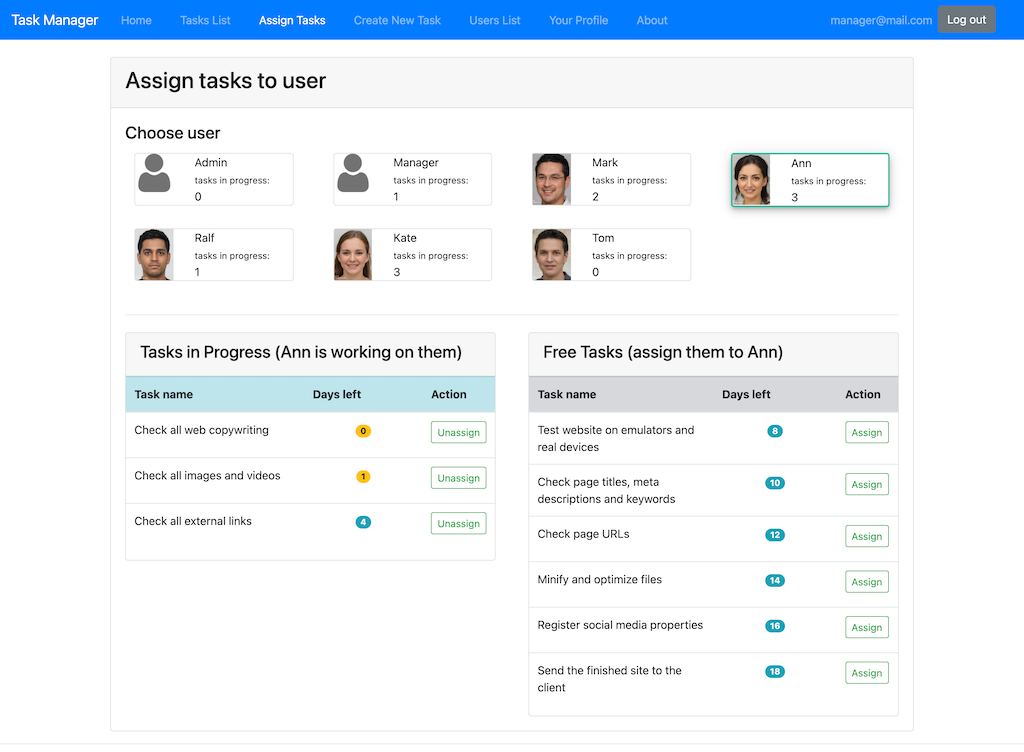 Task Manager Home Tasks List Assign Tasks Create New Task Users List Your Profile About manager@mail.com Log out
Assign tasks to user
Choose user
Admin
tasks in progress:
0
Manager
tasks in progress:
1
Mark
tasks in progress:
2
Ann
tasks in progress:
3
Ralf
tasks in progress:
1
Kate
tasks in progress:
3
Tom
tasks in progress:
0
Tasks in Progress (Ann is working on them)
Task name Days left Action
Check all web copywriting 0 Unassign
Check all images and videos 1 Unassign
Check all external links 4 Unassign
Free Tasks (assign them to Ann)
Task name Days left Action
Test website on emulators and 8 Assign
real devices
Check page titles, meta 10 Assign
descriptions and keywords
Check page URLs 12 Assign
Minify and optimize files 14 Assign
Register social media properties 16 Assign
Send the finished site to the 18 Assign
client